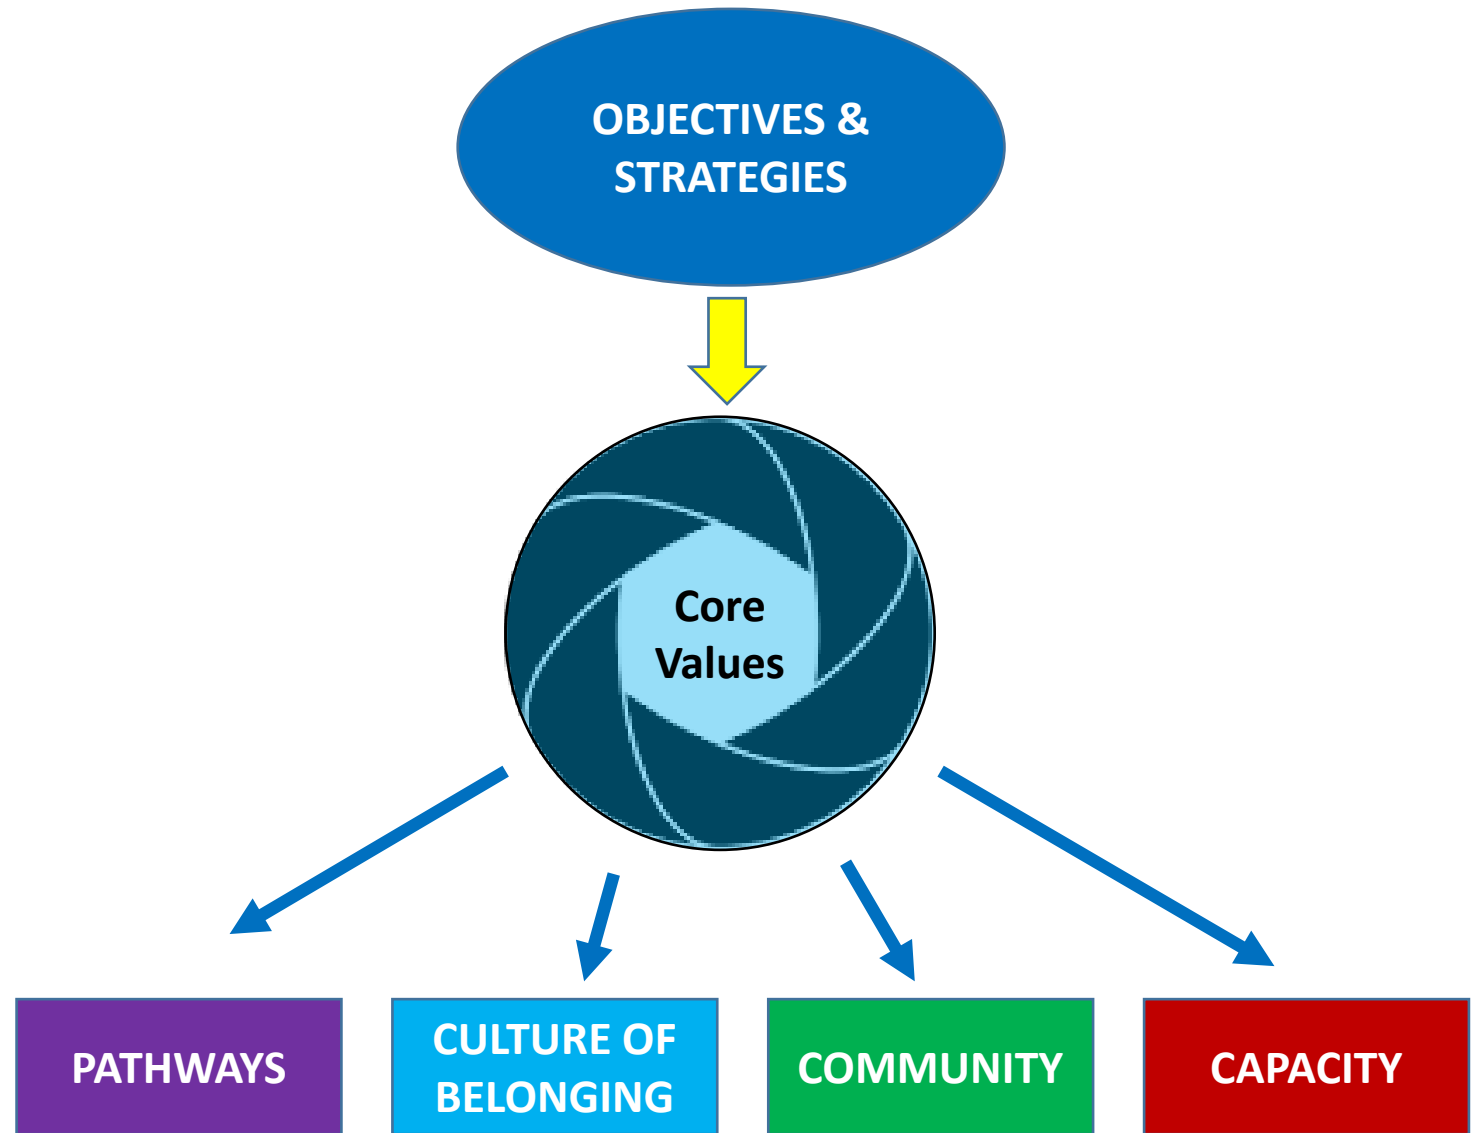 OBJECTIVES &
STRATEGIES
Core
Values
PATHWAYS
CULTURE OF
BELONGING
COMMUNITY
CAPACITY